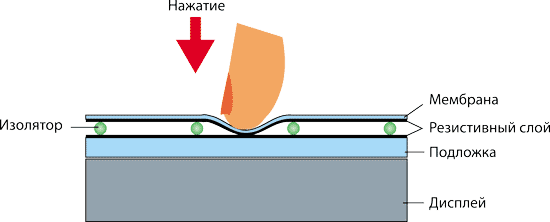 Нажатие
Мембрана
Изолятор
Резистивный слой
Подложка
Дисплей